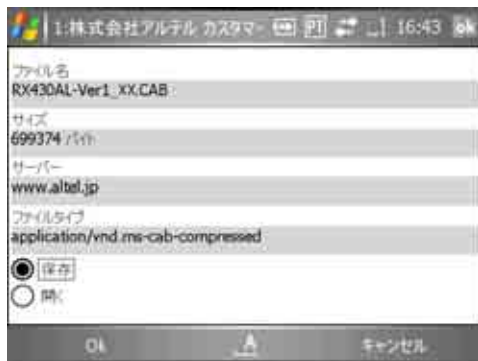 1:株式会社アルテル カスタマ- PT 16:43 ok
ファイル名
RX430AL-Ver1_XX.CAB
サイズ
699374 バイト
サーバー
www.altel.jp
ファイルタイプ
application/vnd.ms-cab-compressed
保存
開く
Ok A キャンセル